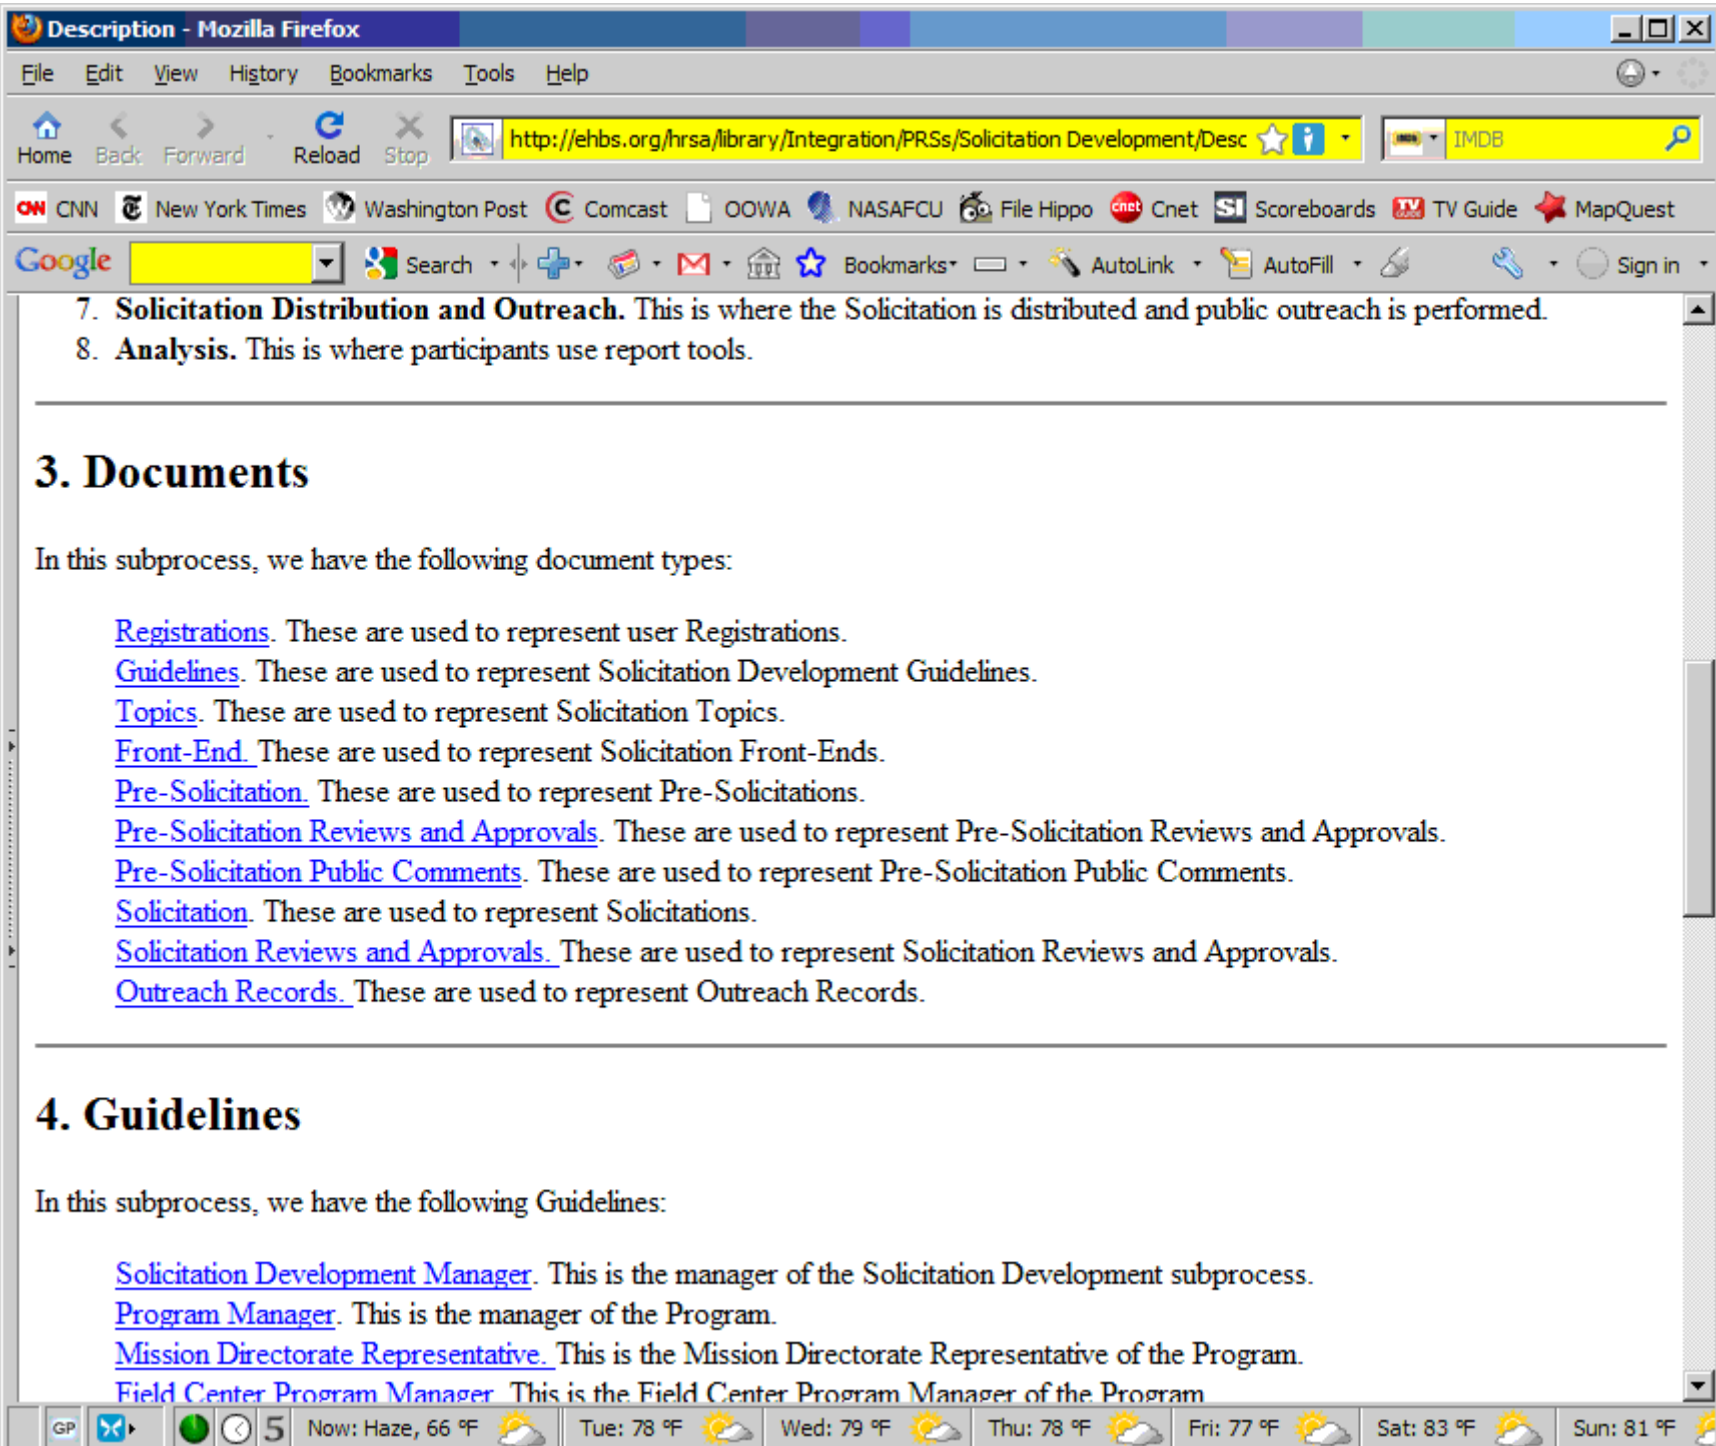 Description - Mozilla Firefox
File Edit View History Bookmarks Tools Help
Home Back Forward Reload Stop http://ehbs.org/hrsa/library/Integration/PRSs/Solicitation Development/Desc IMDB
CNN CNN New York Times Washington Post Comcast OOWA NASAFCU File Hippo cnet Cnet SI Scoreboards TV GUIDE TV Guide MapQuest
Google Search Bookmarks AutoLink AutoFill Sign in
7. Solicitation Distribution and Outreach. This is where the Solicitation is distributed and public outreach is performed.
8. Analysis. This is where participants use report tools.
3. Documents
In this subprocess, we have the following document types:
Registrations. These are used to represent user Registrations.
Guidelines. These are used to represent Solicitation Development Guidelines.
Topics. These are used to represent Solicitation Topics.
Front-End. These are used to represent Solicitation Front-Ends.
Pre-Solicitation. These are used to represent Pre-Solicitations.
Pre-Solicitation Reviews and Approvals. These are used to represent Pre-Solicitation Reviews and Approvals.
Pre-Solicitation Public Comments. These are used to represent Pre-Solicitation Public Comments.
Solicitation. These are used to represent Solicitations.
Solicitation Reviews and Approvals. These are used to represent Solicitation Reviews and Approvals.
Outreach Records. These are used to represent Outreach Records.
4. Guidelines
In this subprocess, we have the following Guidelines:
Solicitation Development Manager. This is the manager of the Solicitation Development subprocess.
Program Manager. This is the manager of the Program.
Mission Directorate Representative. This is the Mission Directorate Representative of the Program.
Field Center Program Manager. This is the Field Center Program Manager of the Program
GP 5 Now: Haze, 66 ºF Tue: 78 ºF Wed: 79 ºF Thu: 78 ºF Fri: 77 ºF Sat: 83 ºF Sun: 81 ºF